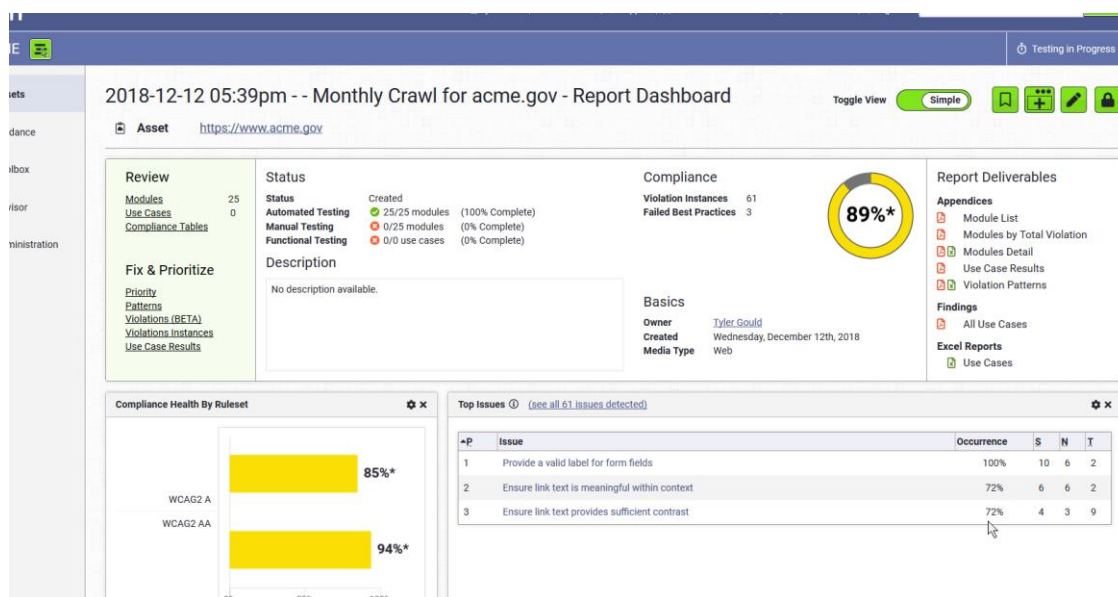 Testing in Progress
2018-12-12 05:39pm - - Monthly Crawl for acme.gov - Report Dashboard
Toggle View
Simple
Asset https://www.acme.gov
Review
Modules 25
Use Cases 0
Compliance Tables
Fix & Prioritize
Priority
Patterns
Violations (BETA)
Violations Instances
Use Case Results
Status
Status Created
Automated Testing 25/25 modules (100% Complete)
Manual Testing 0/25 modules (0% Complete)
Functional Testing 0/0 use cases (0% Complete)
Description
No description available.
Compliance
Violation Instances 61
Failed Best Practices 3
89%*
Basics
Owner Tyler Gould
Created Wednesday, December 12th, 2018
Media Type Web
Report Deliverables
Appendices
Module List
Modules by Total Violation
Modules Detail
Use Case Results
Violation Patterns
Findings
All Use Cases
Excel Reports
Use Cases
Compliance Health By Ruleset
85%*
WCAG2 A
WCAG2 AA
94%*
Top Issues (see all 61 issues detected)
P Issue Occurrence S N T
1 Provide a valid label for form fields 100% 10 6 2
2 Ensure link text is meaningful within context 72% 6 6 2
3 Ensure link text provides sufficient contrast 72% 4 3 9